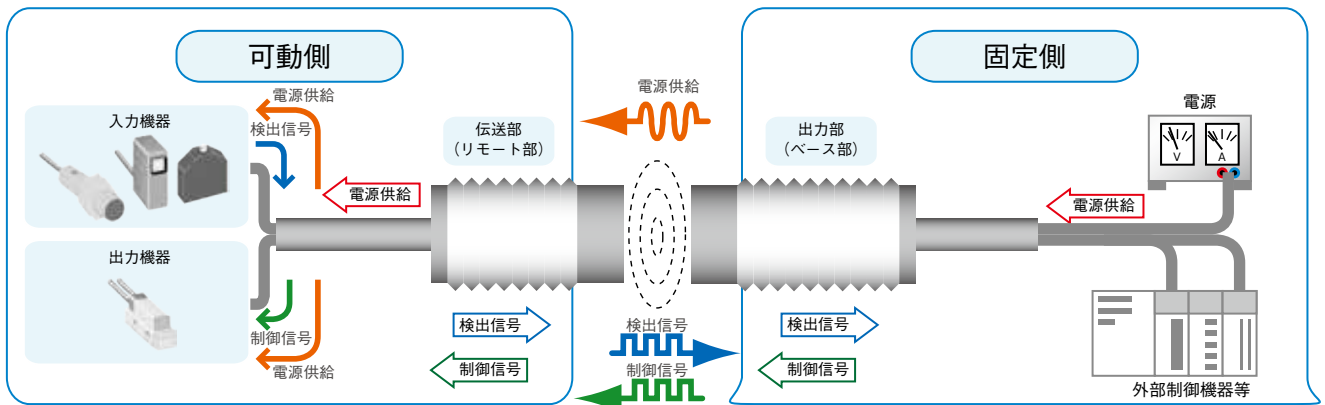 可動側
固定側
電源供給
入力機器
検出信号
電源供給
伝送部
(リモート部)
電源供給
出力部
(ベース部)
電源
V
A
電源供給
出力機器
制御信号
電源供給
検出信号
制御信号
検出信号
制御信号
検出信号
制御信号
外部制御機器等